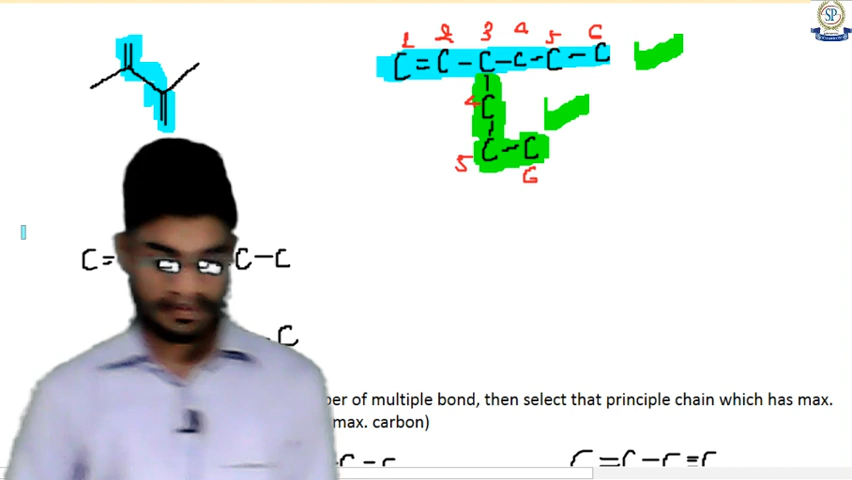 SP
1 2 3 4 5 6
C=C-C-C-C-C
4 C
5 C-C
6
C= C-C
C
ber of multiple bond, then select that principle chain which has max.
max. carbon)
C-C
C=C-C≡C